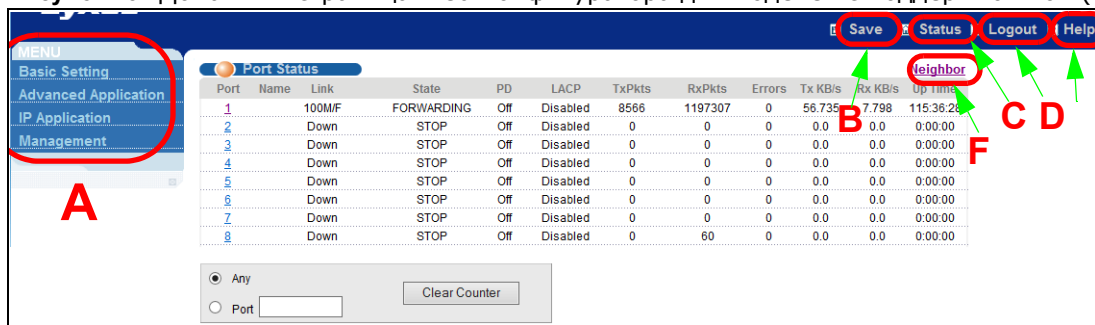 Save Status Logout Help
MENU
Basic Setting
Advanced Application
IP Application
Management
A
Port Status
Neighbor
Port Name Link State PD LACP TxPkts RxPkts Errors Tx KB/s Rx KB/s Up Time
1 100M/F FORWARDING Off Disabled 8566 1197307 0 56.735 7.798 115:36:28
2 Down STOP Off Disabled 0 0 0 0.0 0.0 0:00:00
3 Down STOP Off Disabled 0 0 0 0.0 0.0 0:00:00
4 Down STOP Off Disabled 0 0 0 0.0 0.0 0:00:00
5 Down STOP Off Disabled 0 0 0 0.0 0.0 0:00:00
6 Down STOP Off Disabled 0 0 0 0.0 0.0 0:00:00
7 Down STOP Off Disabled 0 0 0 0.0 0.0 0:00:00
8 Down STOP Off Disabled 0 60 0 0.0 0.0 0:00:00
B
C D
F
Any
Port
Clear Counter